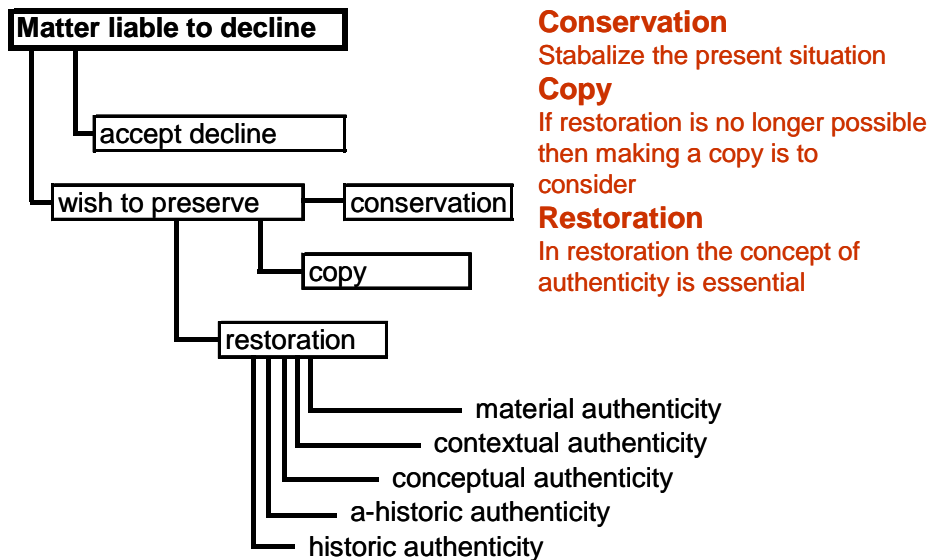 Matter liable to decline
accept decline
wish to preserve
conservation
copy
restoration
material authenticity
contextual authenticity
conceptual authenticity
a-historic authenticity
historic authenticity
Conservation
Stabalize the present situation
Copy
If restoration is no longer possible
then making a copy is to
consider
Restoration
In restoration the concept of
authenticity is essential